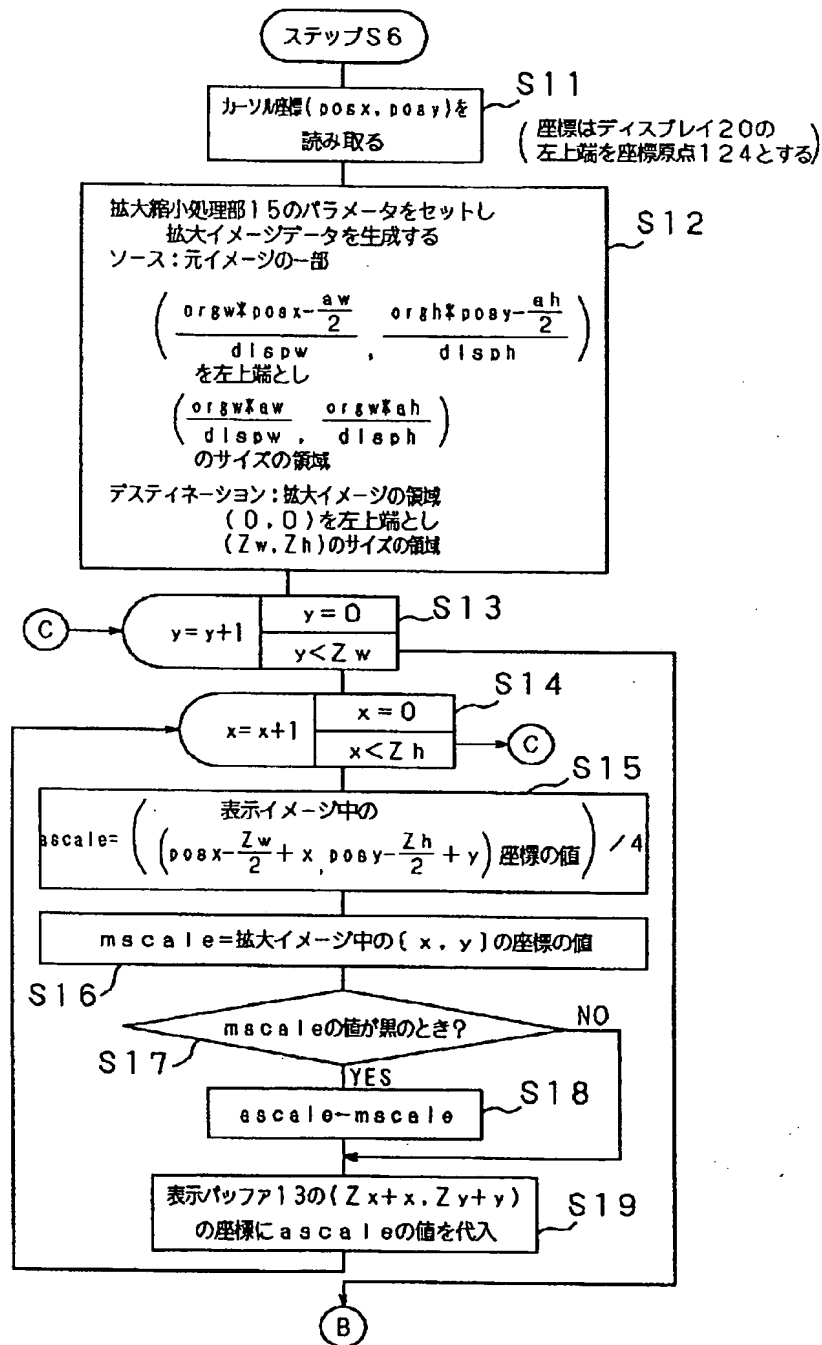 ステップS6
S11
カーソル座標(posx, posy)を
読み取る
(座標はディスプレイ20の
左上端を座標原点124とする)
S12
拡大縮小処理部15のパラメータをセットし
拡大イメージデータを生成する
ソース:元イメージの一部
(orgw*posx-aw/2 / dispw, orgh*posy-ah/2 / disph)
を左上端とし
(orgw*aw / dispw, orgw*ah / disph)
のサイズの領域
デスティネーション:拡大イメージの領域
(0,0)を左上端とし
(Zw,Zh)のサイズの領域
S13
C
y=y+1
y=0
y<Zw
S14
x=x+1
x=0
x<Zh
C
S15
表示イメージ中の
ascale=((posx-Zw/2+x, posy-Zh/2+y)座標の値)/4
mscale=拡大イメージ中の[x,y]の座標の値
S16
mscaleの値が黒のとき?
NO
S17
YES
S18
ascale←mscale
表示バッファ13の(Zx+x,Zy+y)
の座標にascaleの値を代入
S19
B